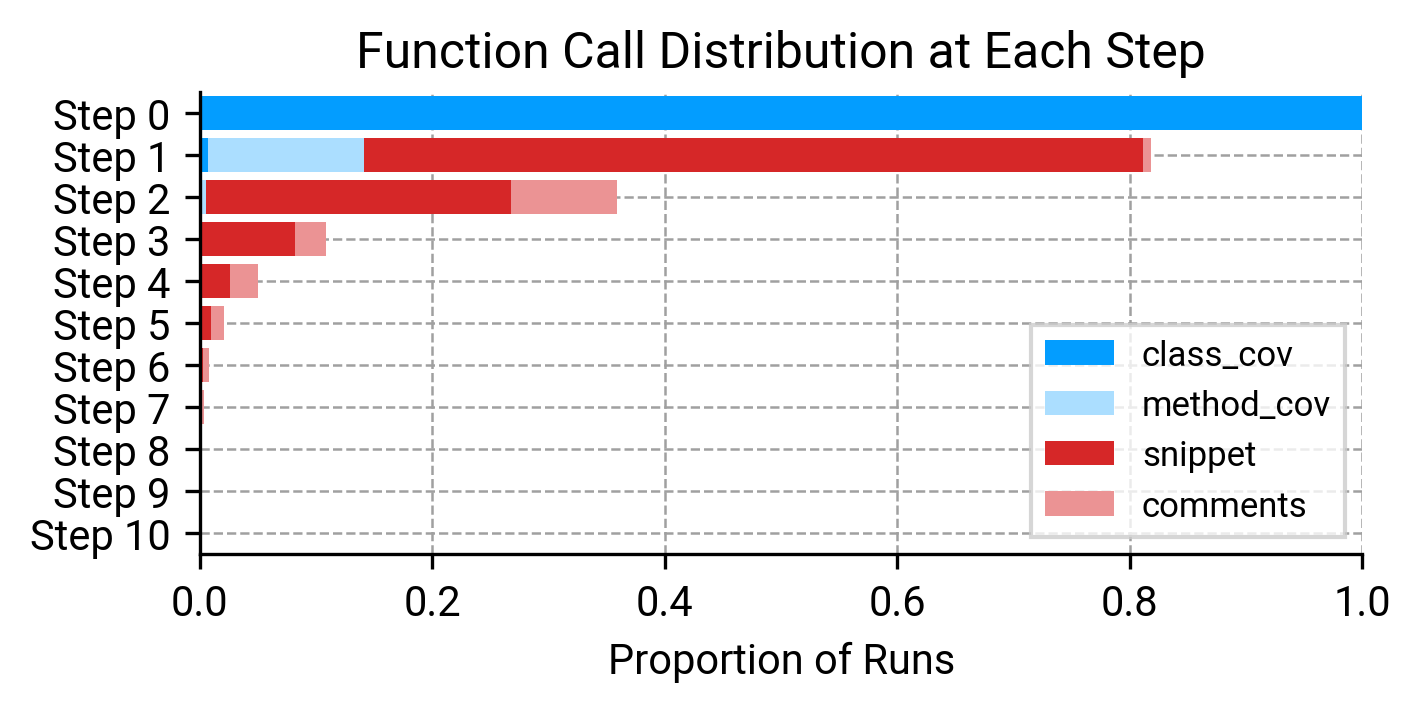 Function Call Distribution at Each Step
Step 0
Step 1
Step 2
Step 3
Step 4
Step 5
Step 6
Step 7
Step 8
Step 9
Step 10
class_cov
method_cov
snippet
comments
0.0 0.2 0.4 0.6 0.8 1.0
Proportion of Runs